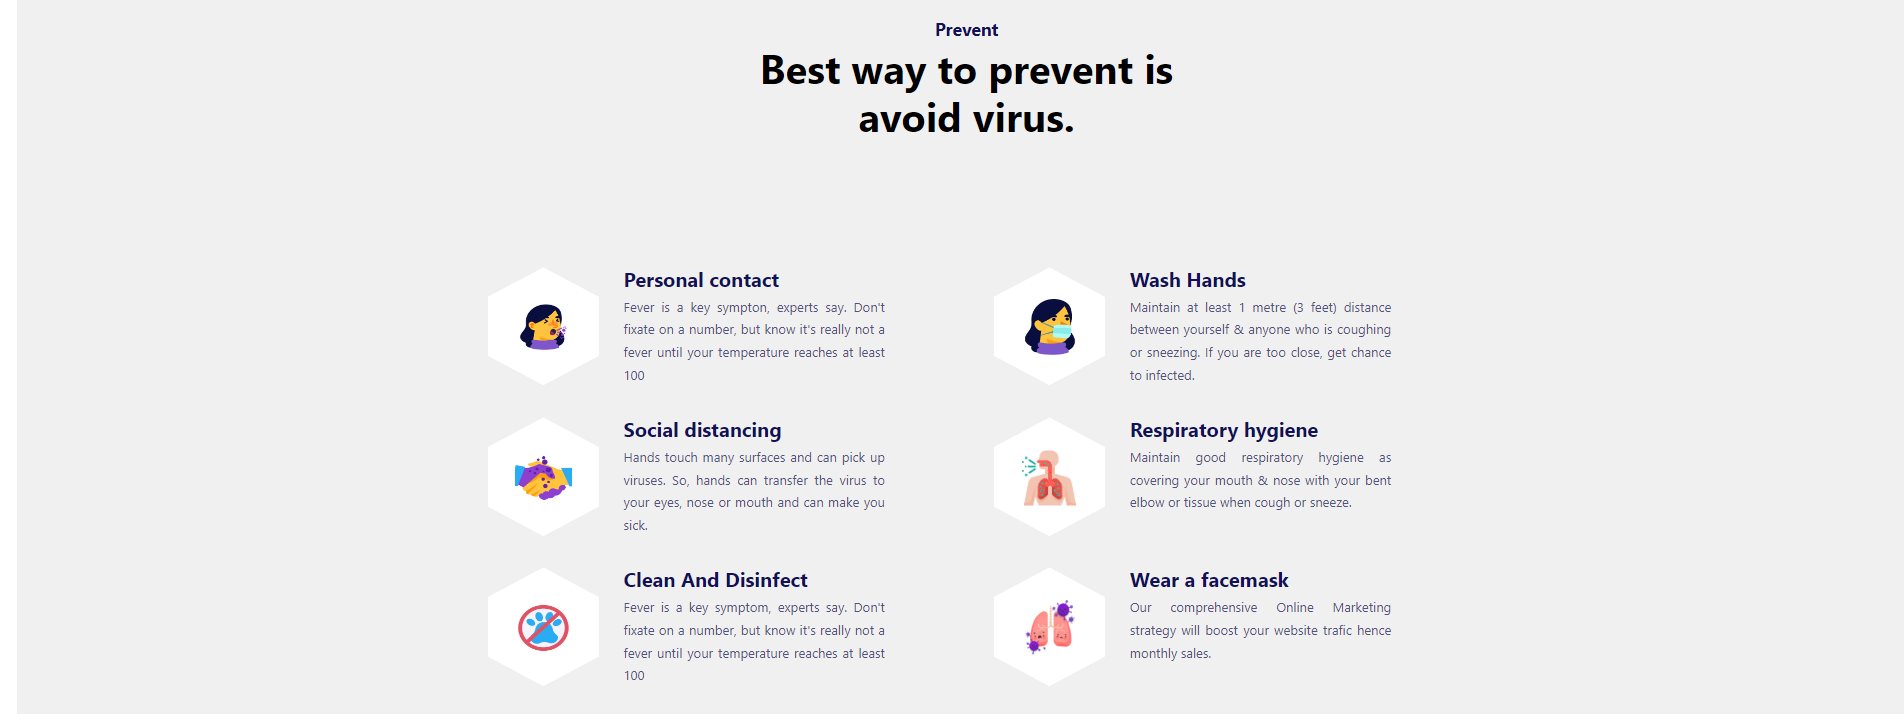 Prevent
Best way to prevent is
avoid virus.
Personal contact
Fever is a key sympton, experts say. Don't
fixate on a number, but know it's really not a
fever until your temperature reaches at least
100
Wash Hands
Maintain at least 1 metre (3 feet) distance
between yourself & anyone who is coughing
or sneezing. If you are too close, get chance
to infected.
Social distancing
Hands touch many surfaces and can pick up
viruses. So, hands can transfer the virus to
your eyes, nose or mouth and can make you
sick.
Respiratory hygiene
Maintain good respiratory hygiene as
covering your mouth & nose with your bent
elbow or tissue when cough or sneeze.
Clean And Disinfect
Fever is a key symptom, experts say. Don't
fixate on a number, but know it's really not a
fever until your temperature reaches at least
100
Wear a facemask
Our comprehensive Online Marketing
strategy will boost your website trafic hence
monthly sales.